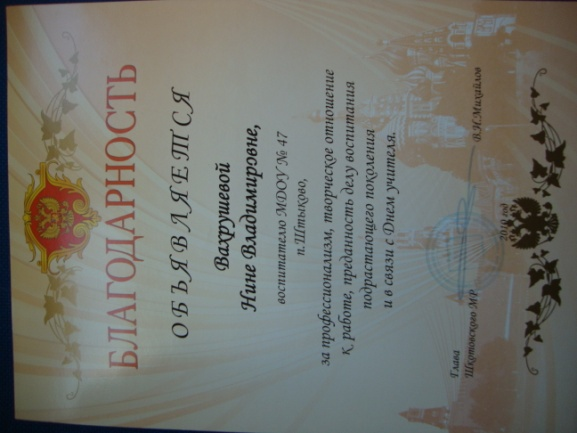 БЛАГОДАРНОСТЬ
ОБЪЯВЛЯЕТСЯ
Вахрушевой
Нине Владимировне,
воспитателю МДОУ № 47
п.Штыково,
за профессионализм, творческое отношение
к работе, преданность делу воспитания
подрастающего поколения
и в связи с Днем учителя.
Глава
Шкотовского М.Р. В.Н.Михайлов
2010 год